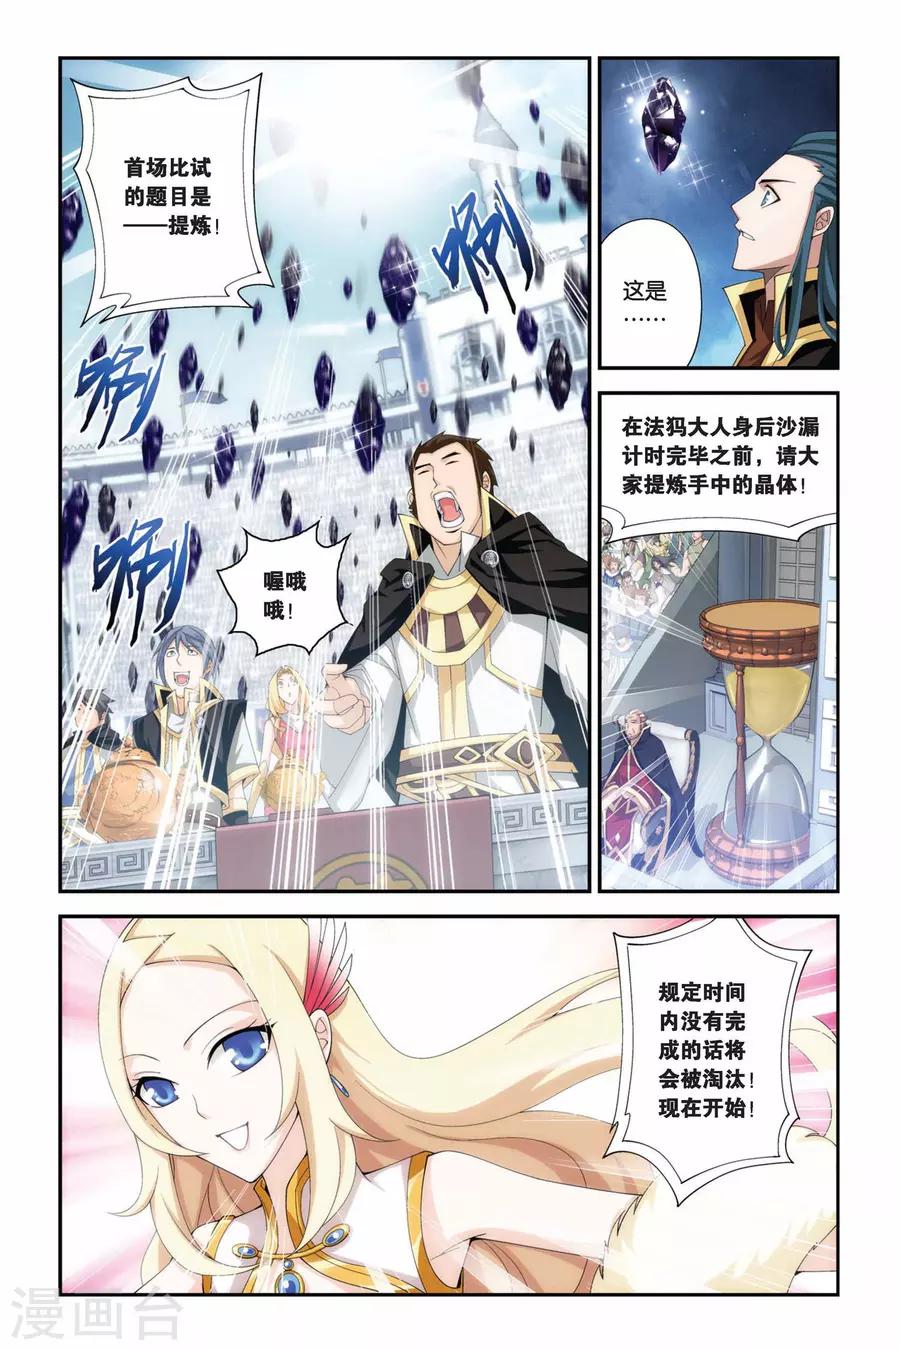 首场比试
的题目是
——提炼！
唰
唰
唰
喔哦
哦！
这是
……
在法犸大人身后沙漏
计时完毕之前，请大
家提炼手中的晶体！
规定时间
内没有完
成的话将
会被淘汰！
现在开始！
漫画台